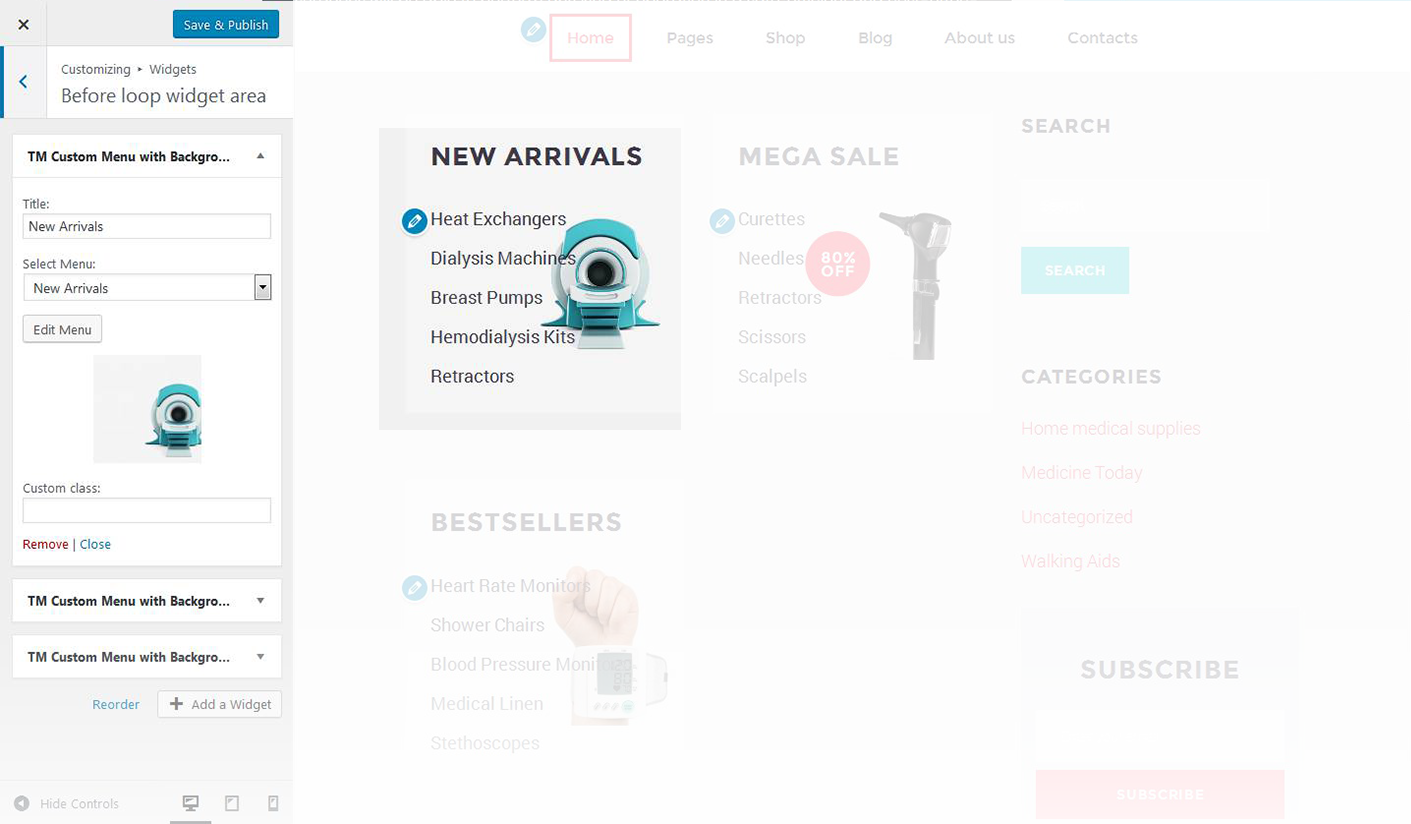 Save & Publish
Customizing ▸ Widgets
Before loop widget area
TM Custom Menu with Backgro...
Title:
New Arrivals
Select Menu:
New Arrivals
Edit Menu
Custom class:
Remove | Close
TM Custom Menu with Backgro...
TM Custom Menu with Backgro...
Reorder
Add a Widget
Hide Controls
Home
Pages
Shop
Blog
About us
Contacts
NEW ARRIVALS
Heat Exchangers
Dialysis Machines
Breast Pumps
Hemodialysis Kits
Retractors
MEGA SALE
Curettes
Needles
Retractors
Scissors
Scalpels
80%
OFF
BESTSELLERS
Heart Rate Monitors
Shower Chairs
Blood Pressure Monitors
Medical Linen
Stethoscopes
SEARCH
SEARCH
CATEGORIES
Home medical supplies
Medicine Today
Uncategorized
Walking Aids
SUBSCRIBE
SUBSCRIBE